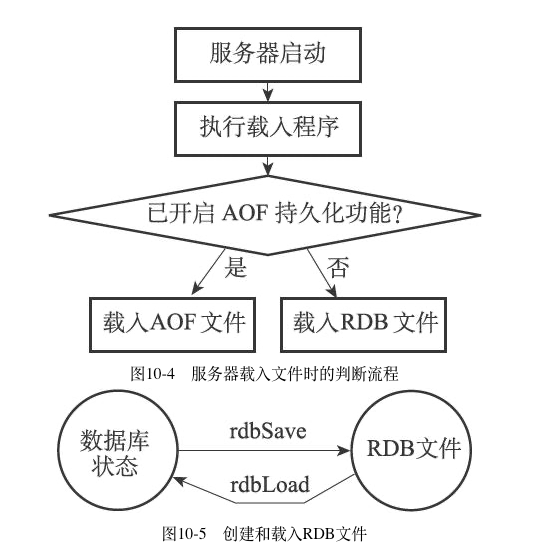 服务器启动
执行载入程序
已开启 AOF 持久化功能?
是
否
载入AOF 文件
载入RDB 文件
图10-4 服务器载入文件时的判断流程
数据库
状态
rdbSave
RDB文件
rdbLoad
图10-5 创建和载入RDB文件